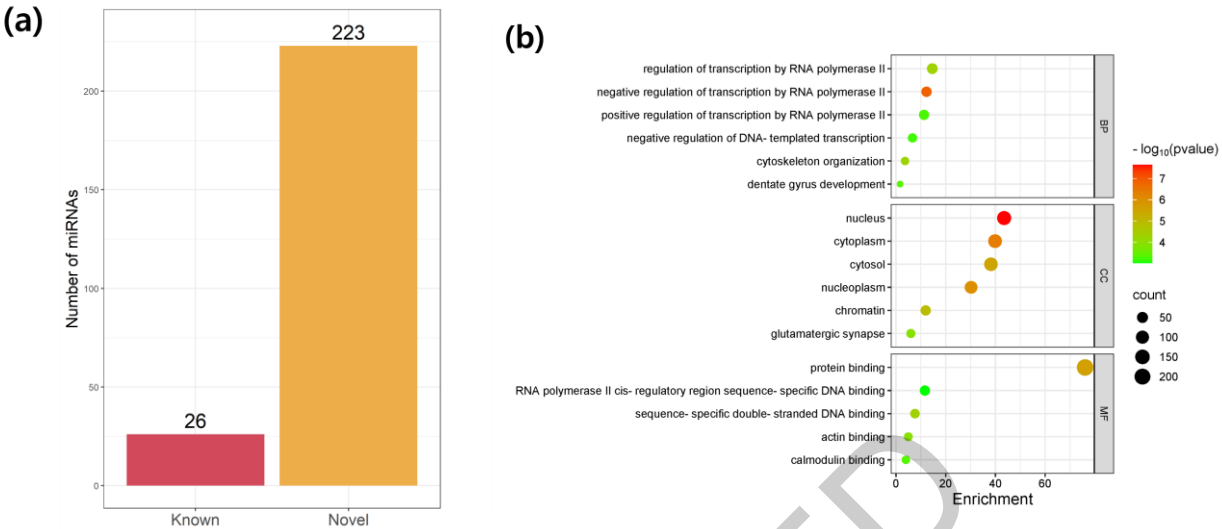 (a)
223
200
150
100
50
0
26
Number of miRNAs
Known
Novel
(b)
regulation of transcription by RNA polymerase II
negative regulation of transcription by RNA polymerase II
positive regulation of transcription by RNA polymerase II
negative regulation of DNA- templated transcription
cytoskeleton organization
dentate gyrus development
BP
nucleus
cytoplasm
cytosol
nucleoplasm
chromatin
glutamatergic synapse
CC
protein binding
RNA polymerase II cis- regulatory region sequence- specific DNA binding
sequence- specific double- stranded DNA binding
actin binding
calmodulin binding
MF
0 20 40 60
Enrichment
- log₁₀(pvalue)
7
6
5
4
count
50
100
150
200